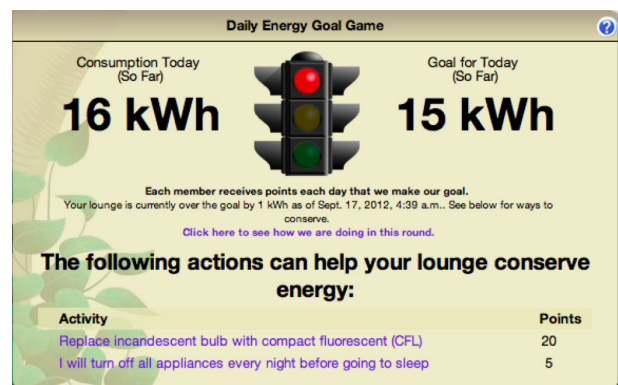 Daily Energy Goal Game
?
Consumption Today
(So Far)
16 kWh
Goal for Today
(So Far)
15 kWh
Each member receives points each day that we make our goal.
Your lounge is currently over the goal by 1 kWh as of Sept. 17, 2012, 4:39 a.m.. See below for ways to
conserve.
Click here to see how we are doing in this round.
The following actions can help your lounge conserve
energy:
Activity Points
Replace incandescent bulb with compact fluorescent (CFL) 20
I will turn off all appliances every night before going to sleep 5